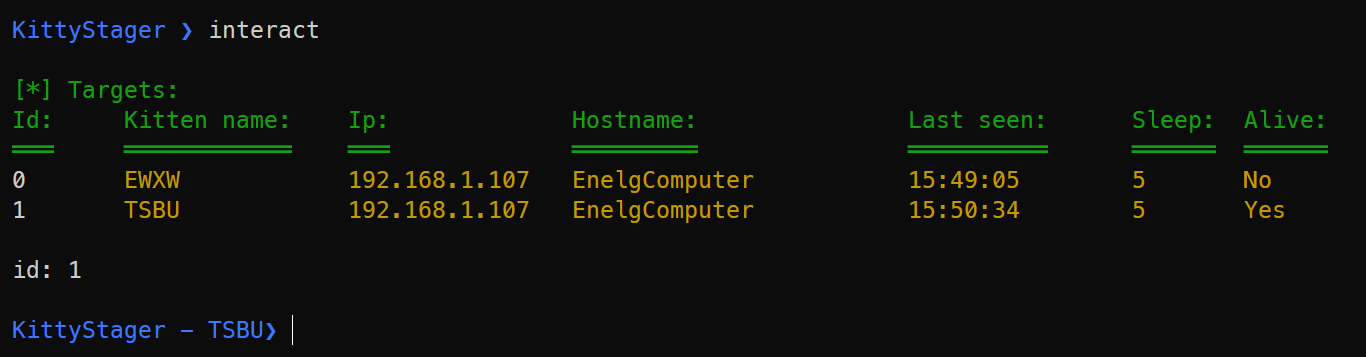 KittyStager ❯ interact
[*] Targets:
Id: Kitten name: Ip: Hostname: Last seen: Sleep: Alive:
0 EWXW 192.168.1.107 EnelgComputer 15:49:05 5 No
1 TSBU 192.168.1.107 EnelgComputer 15:50:34 5 Yes
id: 1
KittyStager – TSBU❯